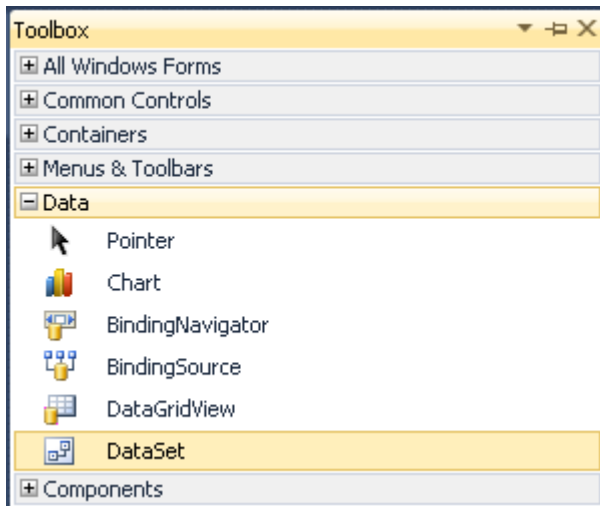 Toolbox
All Windows Forms
Common Controls
Containers
Menus & Toolbars
Data
Pointer
Chart
BindingNavigator
BindingSource
DataGridView
DataSet
Components